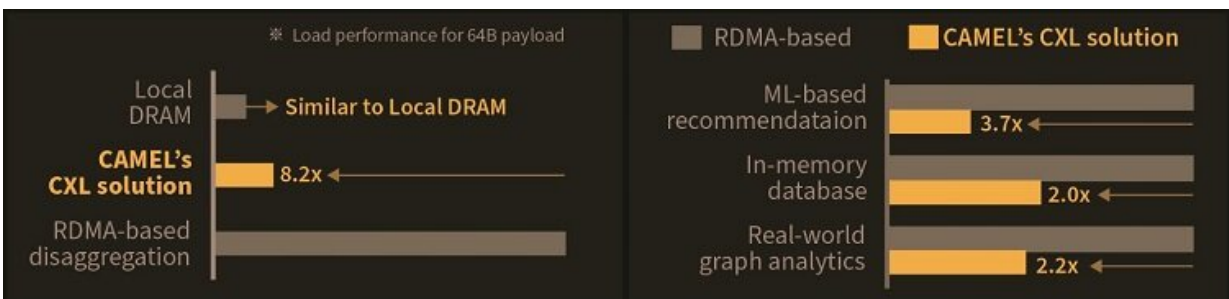 ※ Load performance for 64B payload
Local
DRAM
Similar to Local DRAM
CAMEL's
CXL solution
8.2x
RDMA-based
disaggregation
RDMA-based
CAMEL's CXL solution
ML-based
recommendataion
3.7x
In-memory
database
2.0x
Real-world
graph analytics
2.2x